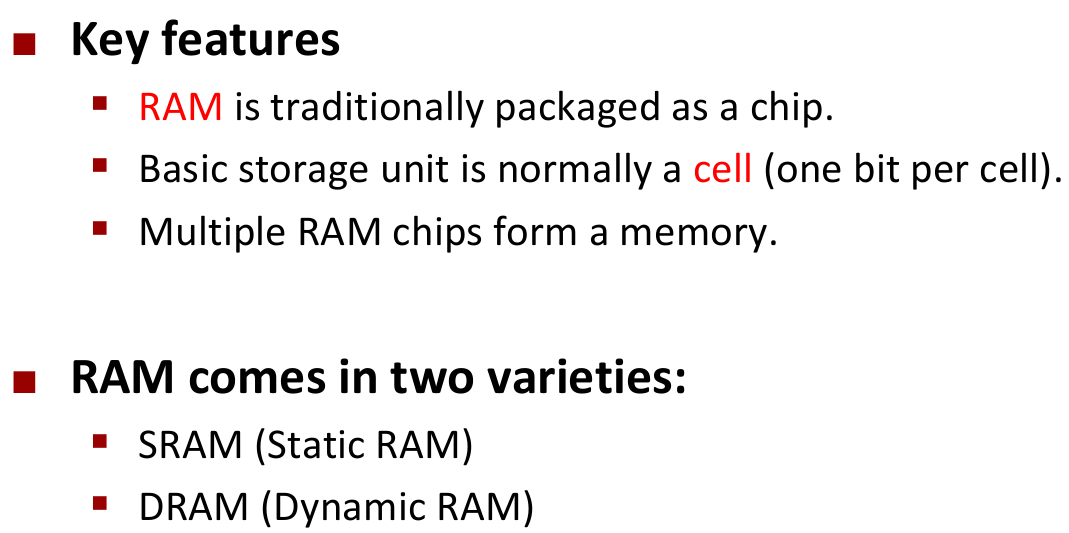 Key features
RAM is traditionally packaged as a chip.
Basic storage unit is normally a cell (one bit per cell).
Multiple RAM chips form a memory.
RAM comes in two varieties:
SRAM (Static RAM)
DRAM (Dynamic RAM)